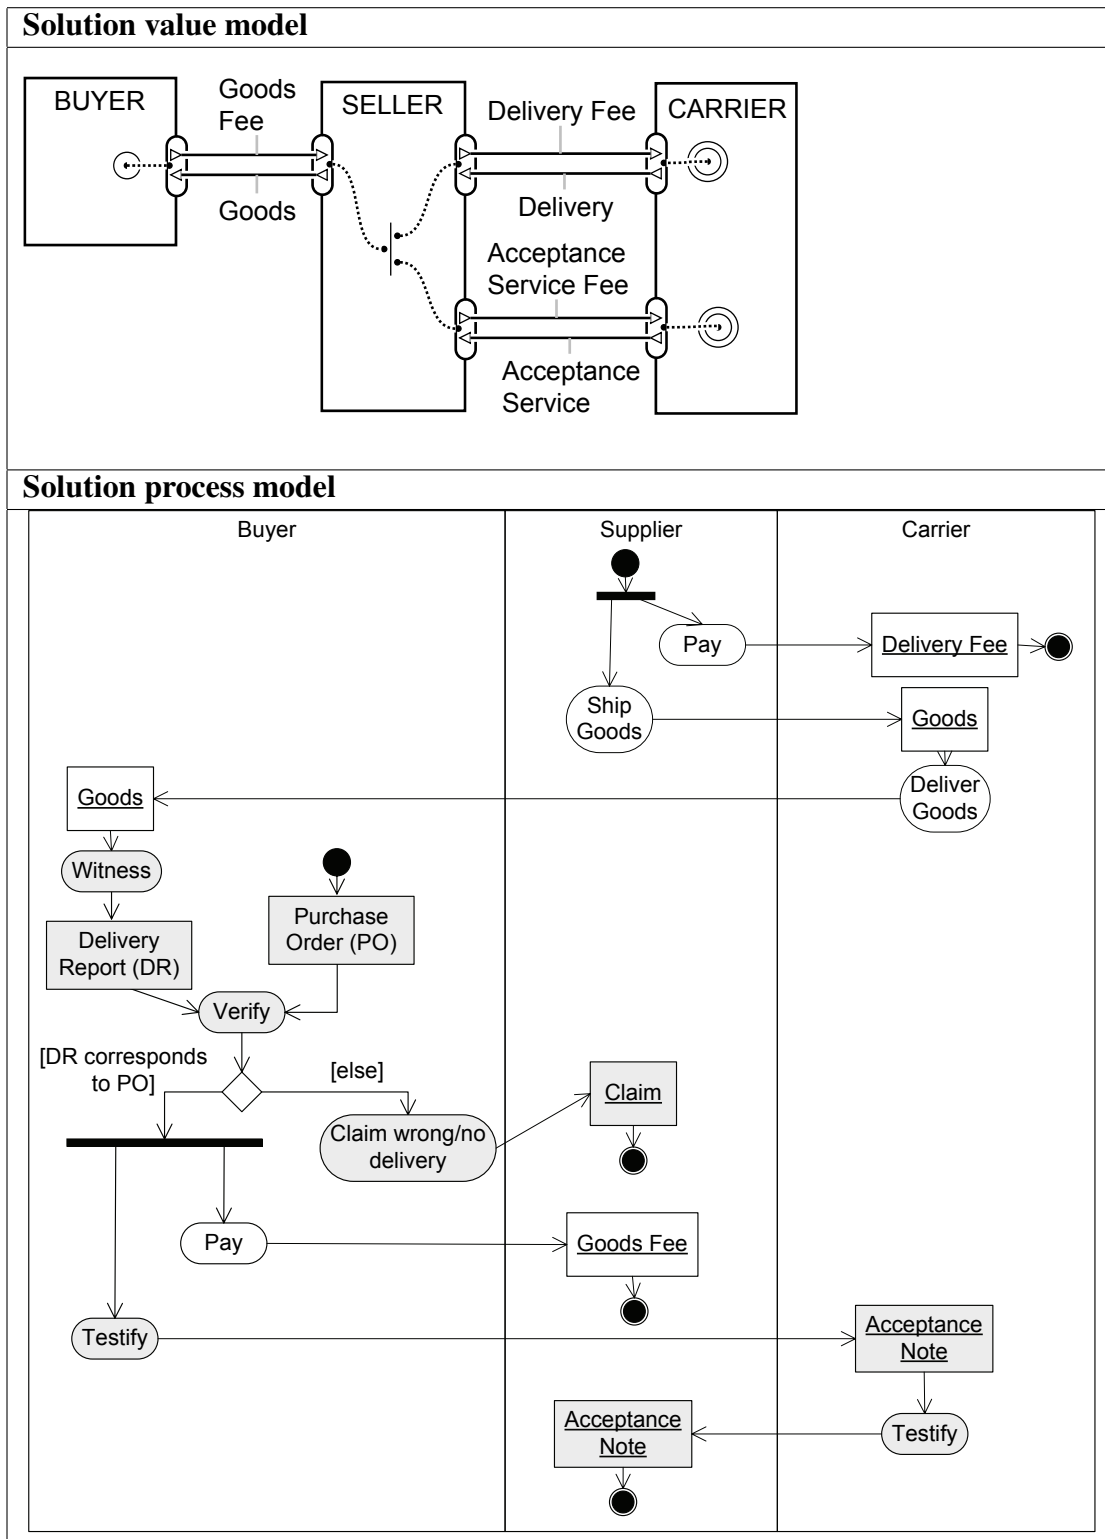 Solution value model
BUYER
Goods
Fee
Goods
SELLER
Delivery Fee
Delivery
Acceptance
Service Fee
Acceptance
Service
CARRIER
Solution process model
Buyer
Supplier
Carrier
Pay
Delivery Fee
Ship
Goods
Goods
Deliver
Goods
Goods
Witness
Delivery
Report (DR)
Purchase
Order (PO)
Verify
[DR corresponds
to PO]
[else]
Claim wrong/no
delivery
Claim
Pay
Goods Fee
Testify
Acceptance
Note
Testify
Acceptance
Note